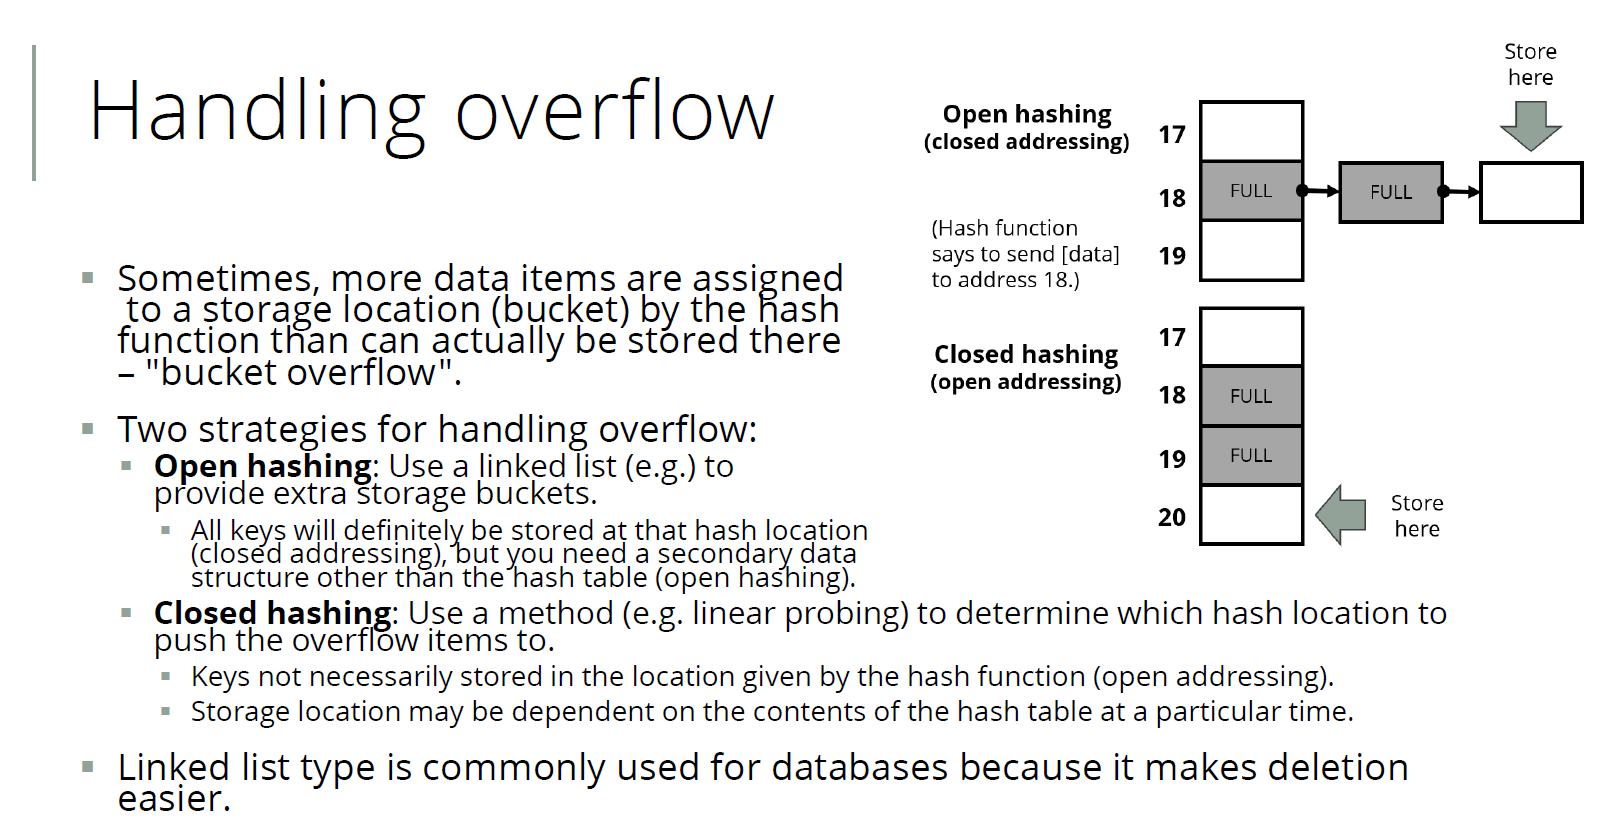 Handling overflow
Sometimes, more data items are assigned
to a storage location (bucket) by the hash
function than can actually be stored there
– "bucket overflow".
Two strategies for handling overflow:
Open hashing: Use a linked list (e.g.) to
provide extra storage buckets.
All keys will definitely be stored at that hash location
(closed addressing), but you need a secondary data
structure other than the hash table (open hashing).
Closed hashing: Use a method (e.g. linear probing) to determine which hash location to
push the overflow items to.
Keys not necessarily stored in the location given by the hash function (open addressing).
Storage location may be dependent on the contents of the hash table at a particular time.
Linked list type is commonly used for databases because it makes deletion
easier.
Open hashing
(closed addressing)
(Hash function
says to send [data]
to address 18.)
17
18
19
FULL
FULL
Store
here
Closed hashing
(open addressing)
17
18
19
20
FULL
FULL
Store
here